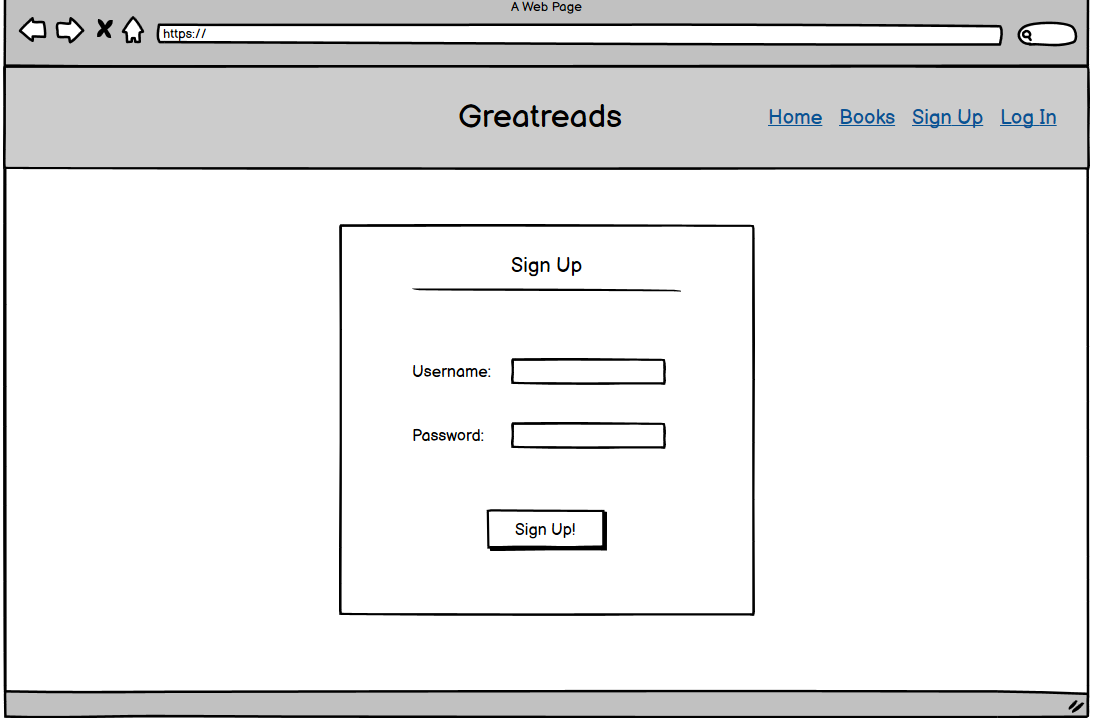 A Web Page
https://
Greatreads
Home Books Sign Up Log In
Sign Up
Username:
Password:
Sign Up!